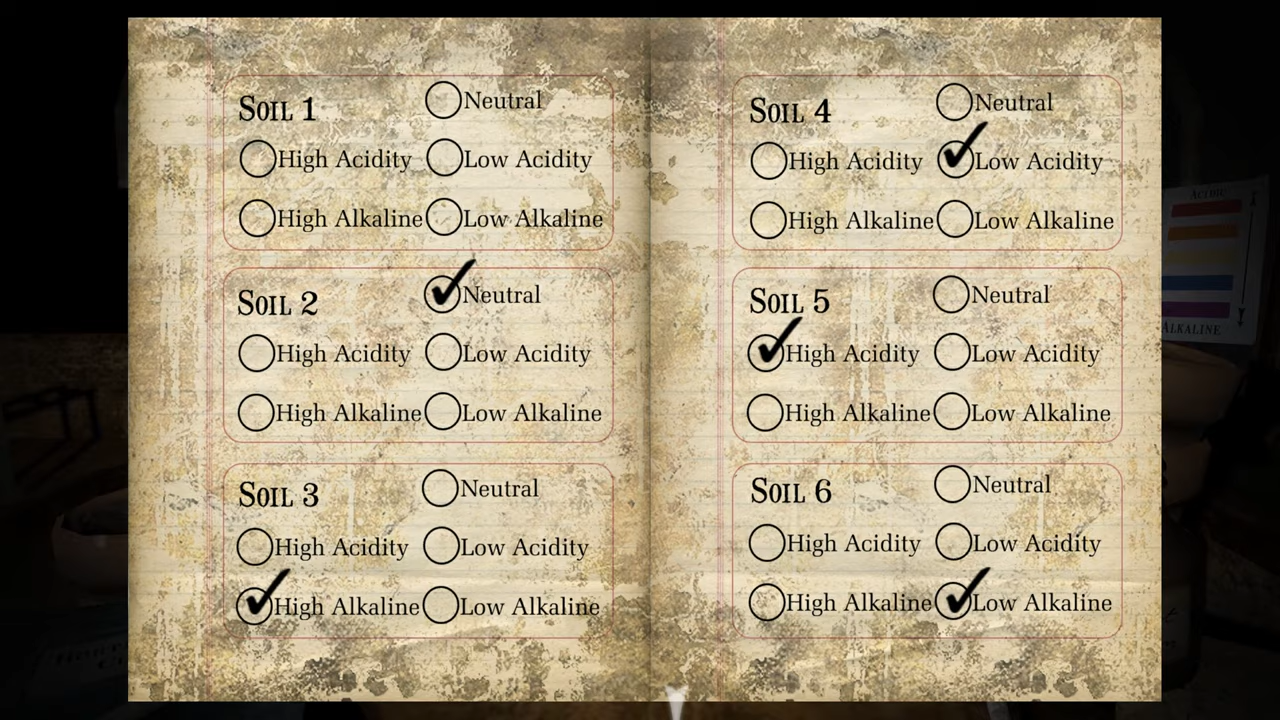 Soil 1
Neutral
High Acidity Low Acidity
High Alkaline Low Alkaline
Soil 2
Neutral
High Acidity Low Acidity
High Alkaline Low Alkaline
Soil 3
Neutral
High Acidity Low Acidity
High Alkaline Low Alkaline
Soil 4
Neutral
High Acidity Low Acidity
High Alkaline Low Alkaline
Soil 5
Neutral
High Acidity Low Acidity
High Alkaline Low Alkaline
Soil 6
Neutral
High Acidity Low Acidity
High Alkaline Low Alkaline
Acidic
Alkaline